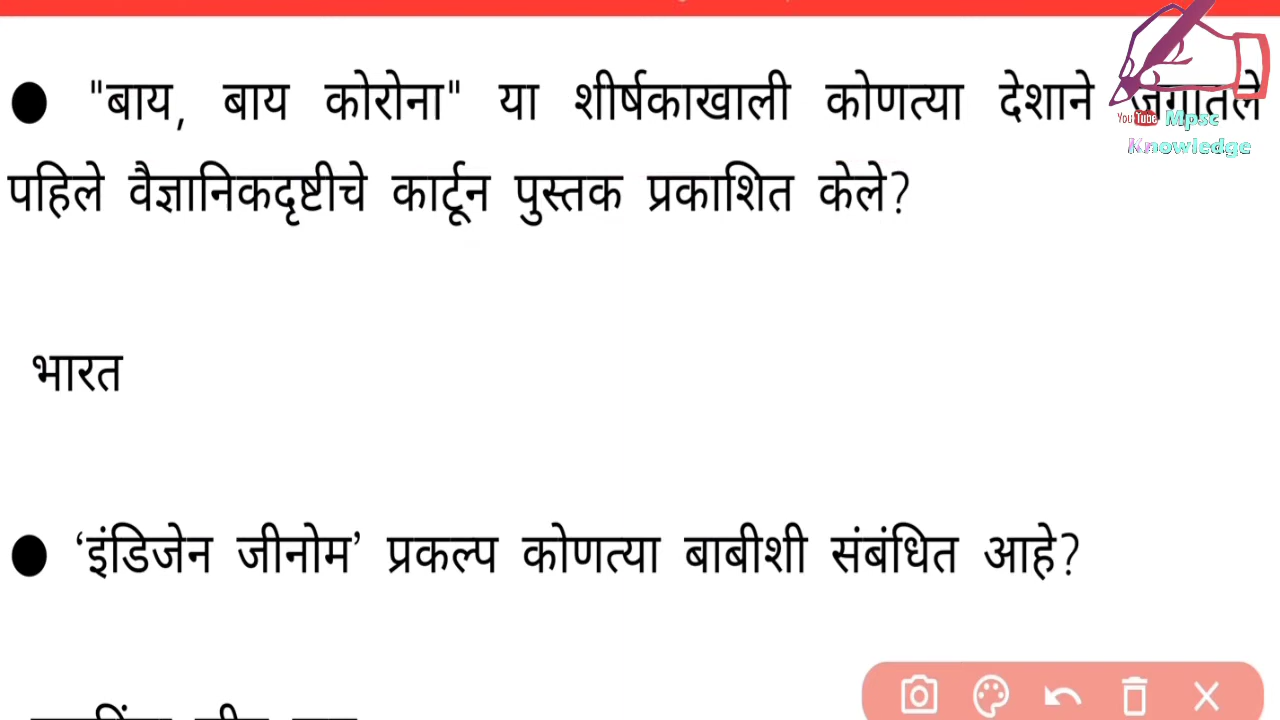 ● "बाय, बाय कोरोना" या शीर्षकाखाली कोणत्या देशाने जगातले
पहिले वैज्ञानिकदृष्टीचे कार्टून पुस्तक प्रकाशित केले?
YouTube Mpsc
Knowledge
भारत
● ‘इंडिजेन जीनोम’ प्रकल्प कोणत्या बाबीशी संबंधित आहे?